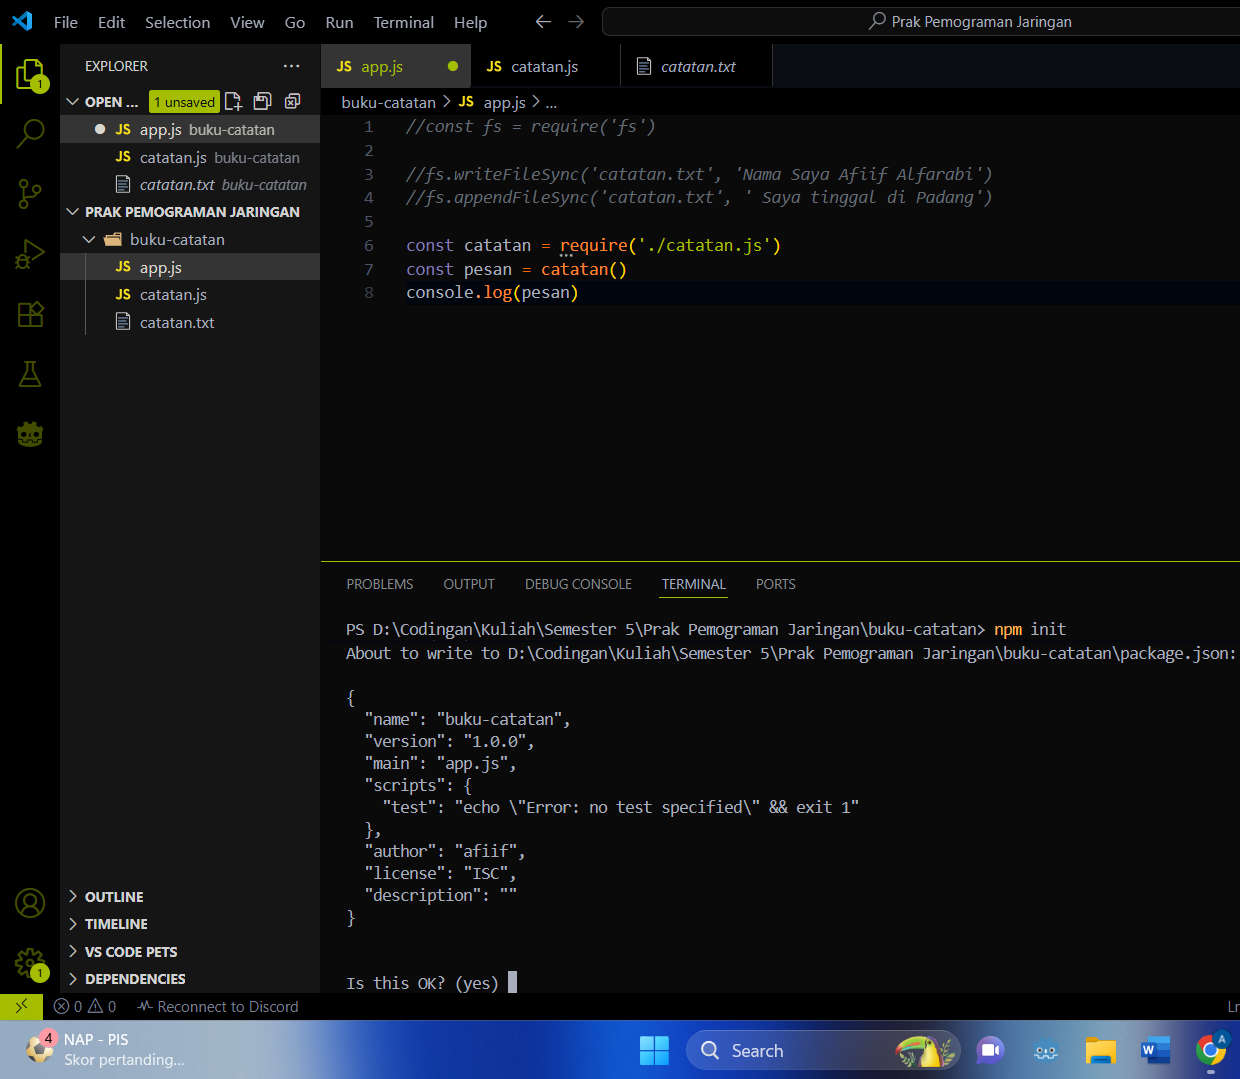 File Edit Selection View Go Run Terminal Help
Prak Pemograman Jaringan
EXPLORER
OPEN ... 1 unsaved
JS app.js buku-catatan
JS catatan.js buku-catatan
catatan.txt buku-catatan
PRAK PEMOGRAMAN JARINGAN
buku-catatan
JS app.js
JS catatan.js
catatan.txt
OUTLINE
TIMELINE
VS CODE PETS
DEPENDENCIES
1
1
JS app.js
JS catatan.js
catatan.txt
buku-catatan > JS app.js > ...
1 //const fs = require('fs')
2
3 //fs.writeFileSync('catatan.txt', 'Nama Saya Afiif Alfarabi')
4 //fs.appendFileSync('catatan.txt', ' Saya tinggal di Padang')
5
6 const catatan = require('./catatan.js')
7 const pesan = catatan()
8 console.log(pesan)
PROBLEMS OUTPUT DEBUG CONSOLE TERMINAL PORTS
PS D:\Codingan\Kuliah\Semester 5\Prak Pemograman Jaringan\buku-catatan> npm init
About to write to D:\Codingan\Kuliah\Semester 5\Prak Pemograman Jaringan\buku-catatan\package.json:
{
"name": "buku-catatan",
"version": "1.0.0",
"main": "app.js",
"scripts": {
"test": "echo \"Error: no test specified\" && exit 1"
},
"author": "afiif",
"license": "ISC",
"description": ""
}
Is this OK? (yes)
0 0 Reconnect to Discord
Ln
4
NAP - PIS
Skor pertanding...
Search
W
A